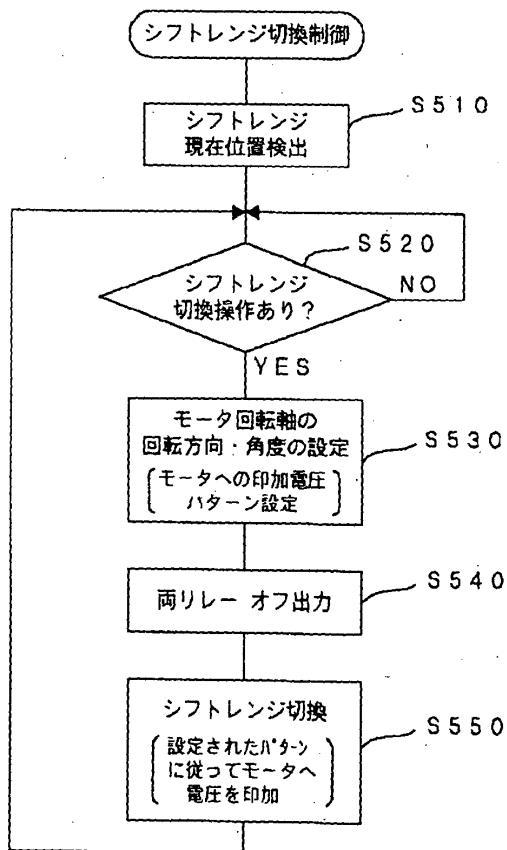 シフトレンジ切換制御
シフトレンジ
現在位置検出
S510
シフトレンジ
切換操作あり？
S520
NO
YES
モータ回転軸の
回転方向・角度の設定
モータへの印加電圧
パターン設定
S530
両リレー オフ出力
S540
シフトレンジ切換
設定されたパターン
に従ってモータへ
電圧を印加
S550